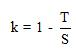 k = 1 - T/S